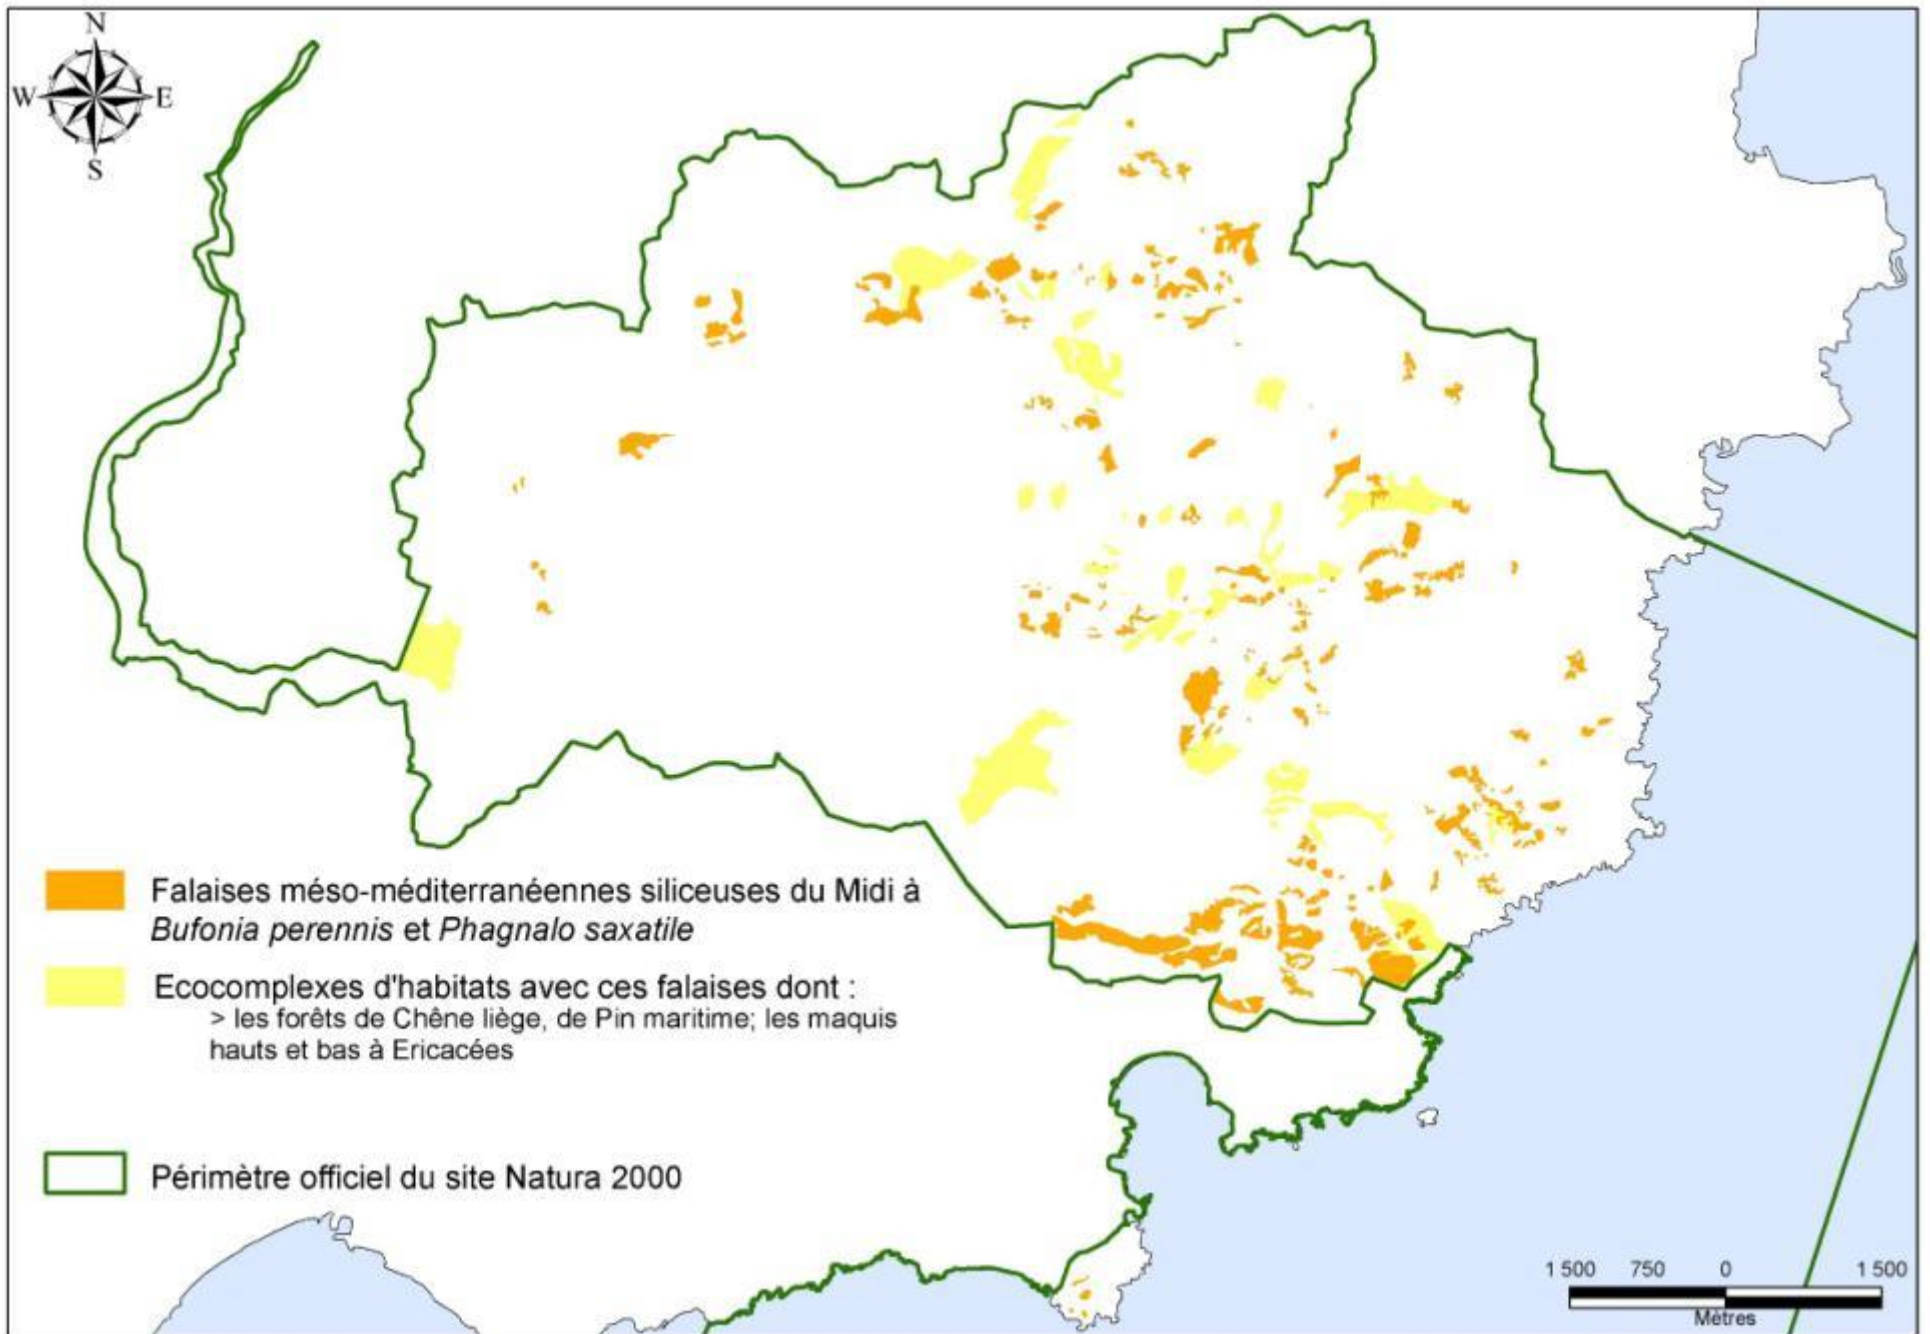 N
W E
S
Falaises méso-méditerranéennes siliceuses du Midi à
Bufonia perennis et Phagnalo saxatile
Ecocomplexes d'habitats avec ces falaises dont :
> les forêts de Chêne liège, de Pin maritime; les maquis
hauts et bas à Ericacées
Périmètre officiel du site Natura 2000
1 500 750 0 1 500
Mètres